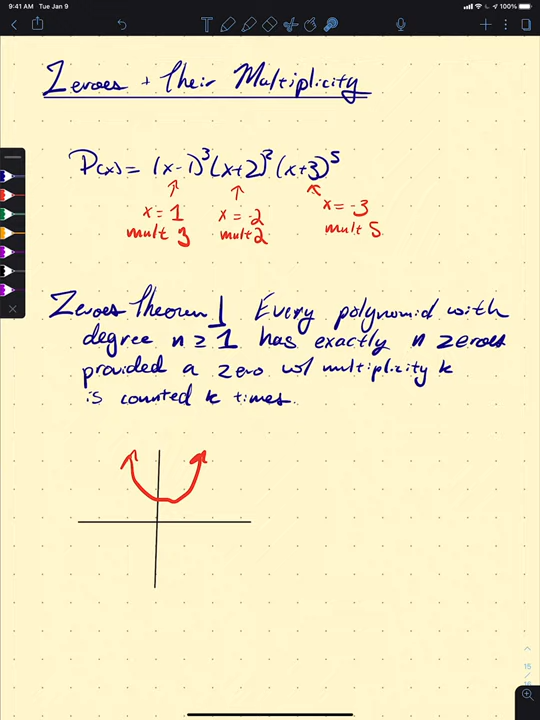 9:41 AM Tue Jan 9
100%
Zeroes + Their Multiplicity
P(x) = (x-1)³(x+2)²(x+3)⁵
x = 1 x = -2 x = -3
mult 3 mult 2 mult 5
Zeroes Theorem Every polynomial with
degree n ≥ 1 has exactly n zeroes
provided a zero w/ multiplicity k
is counted k times.
15
16